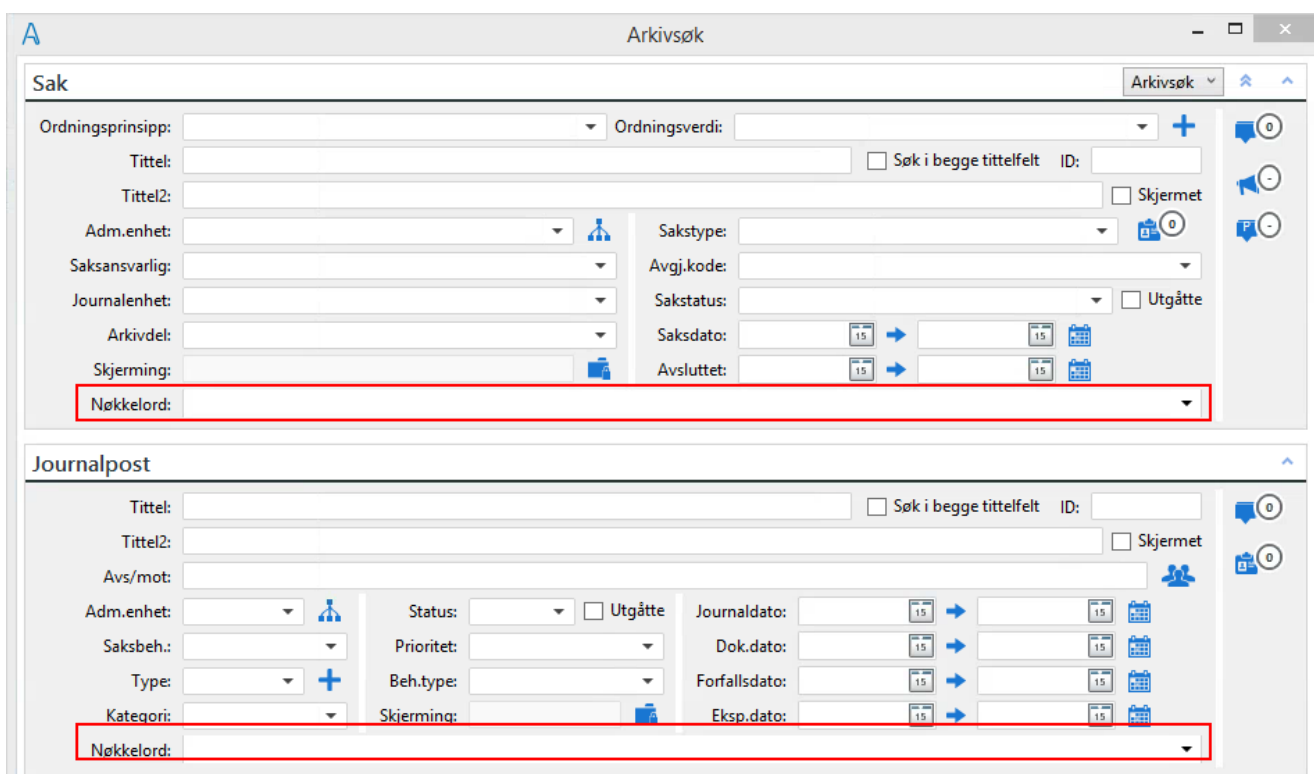 Arkivsøk
Sak Arkivsøk
Ordningsprinsipp: Ordningsverdi: 0
Tittel: Søk i begge tittelfelt ID:
Tittel2: Skjermet -
Adm.enhet: Sakstype: 0 P -
Saksansvarlig: Avgj.kode:
Journalenhet: Sakstatus: Utgåtte
Arkivdel: Saksdato: 15 15
Skjerming: Avsluttet: 15 15
Nøkkelord:
Journalpost
Tittel: Søk i begge tittelfelt ID: 0
Tittel2: Skjermet
Avs/mot: 0
Adm.enhet: Status: Utgåtte Journaldato: 15 15
Saksbeh.: Prioritet: Dok.dato: 15 15
Type: Beh.type: Forfallsdato: 15 15
Kategori: Skjerming: Eksp.dato: 15 15
Nøkkelord: